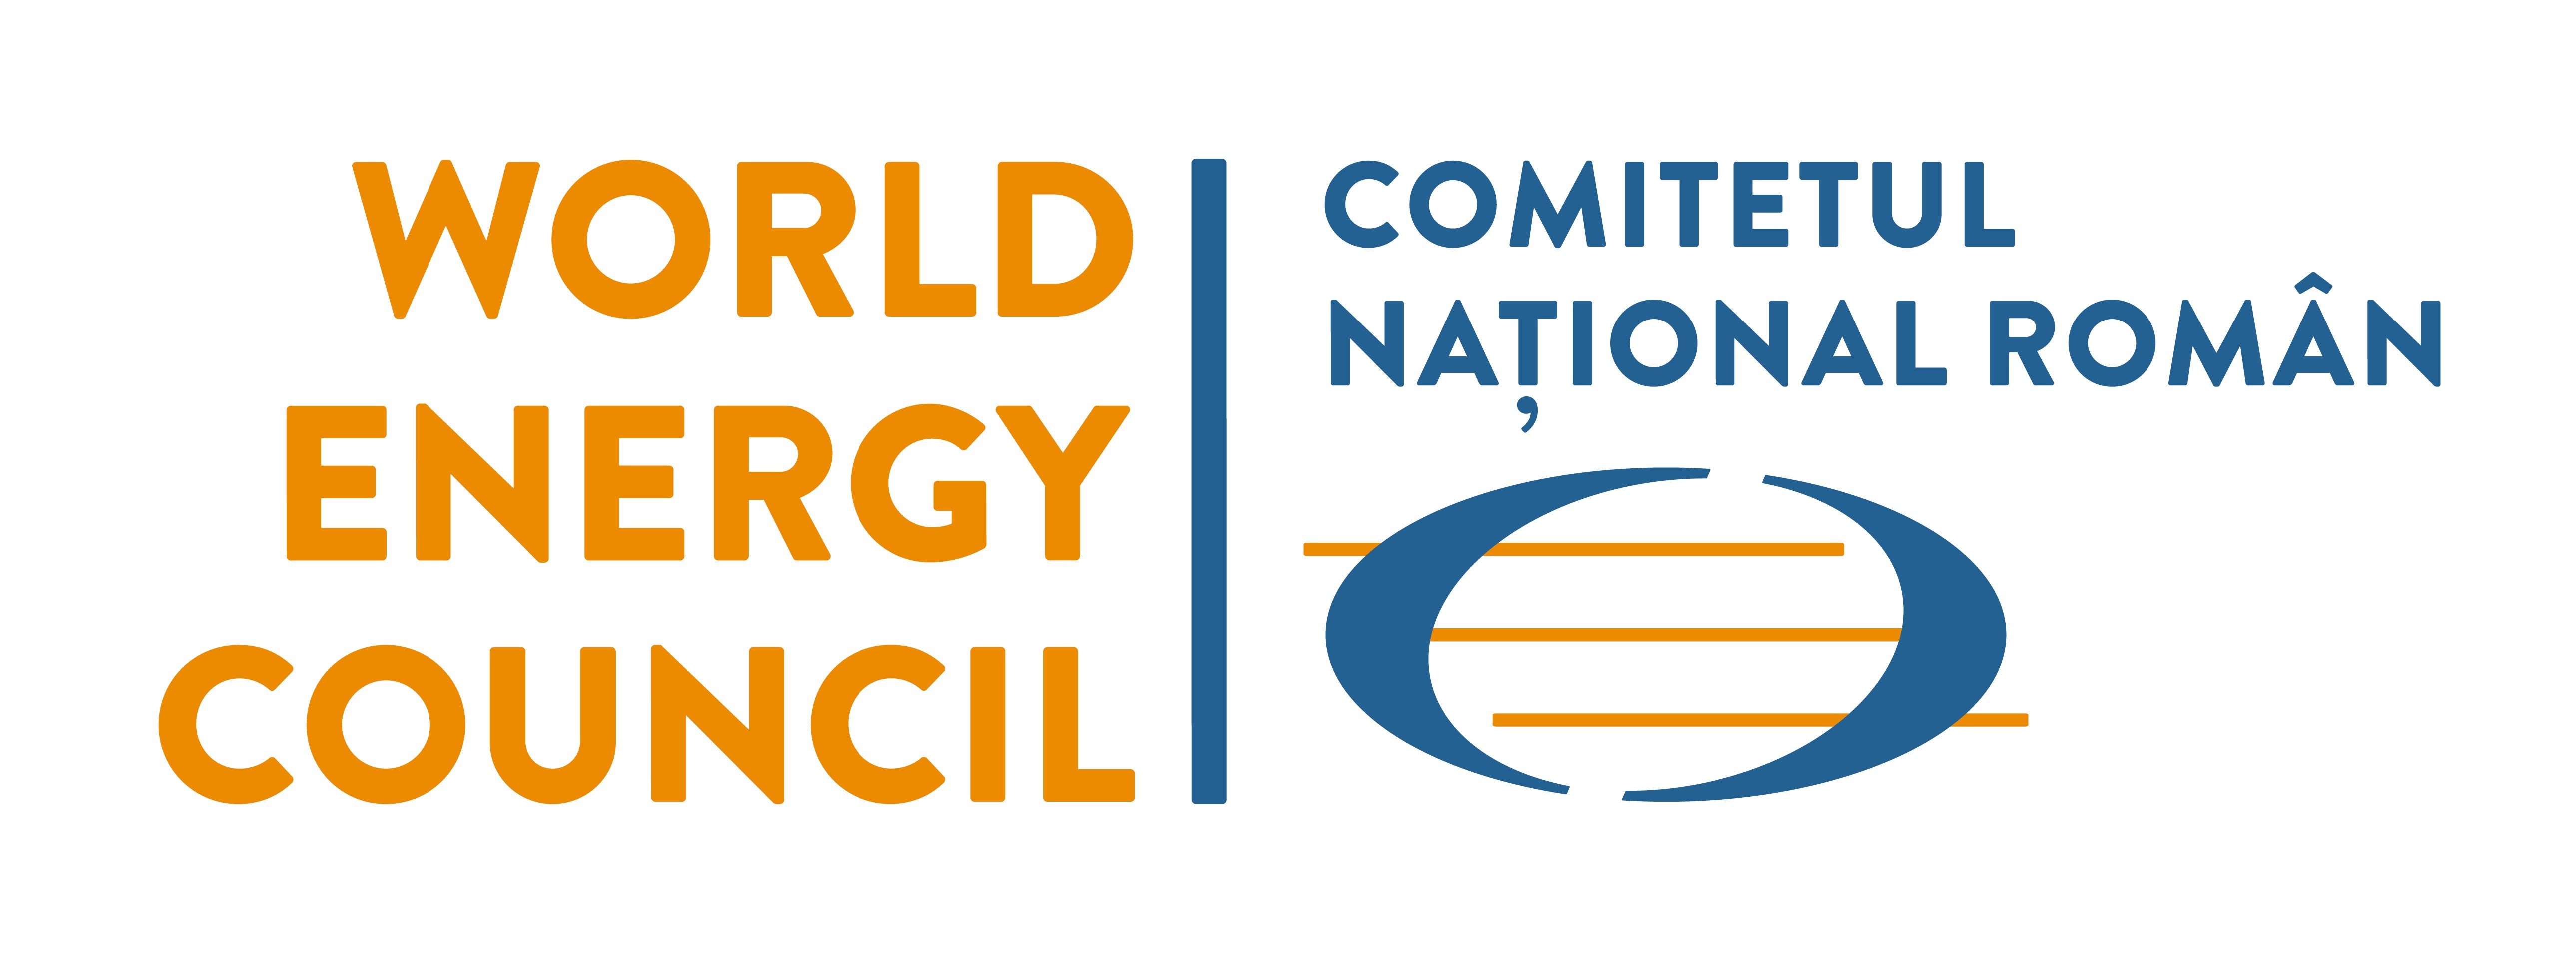 WORLD
ENERGY
COUNCIL
COMITETUL
NAȚIONAL ROMÂN